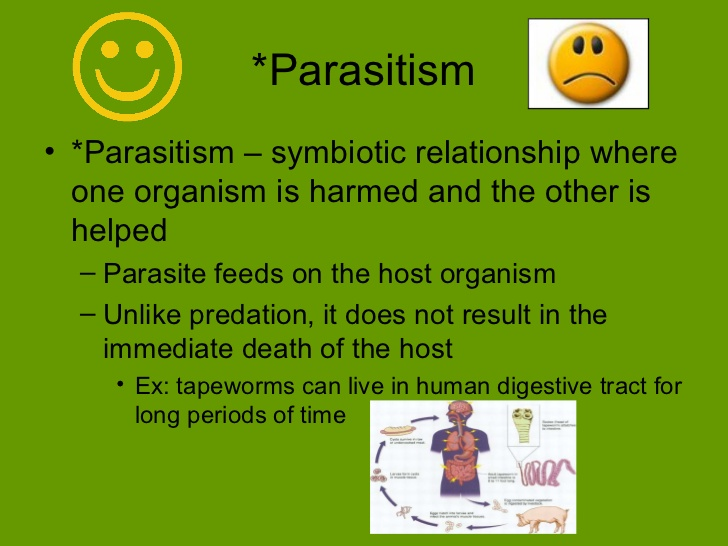 *Parasitism
• *Parasitism – symbiotic relationship where
one organism is harmed and the other is
helped
– Parasite feeds on the host organism
– Unlike predation, it does not result in the
immediate death of the host
• Ex: tapeworms can live in human digestive tract for
long periods of time